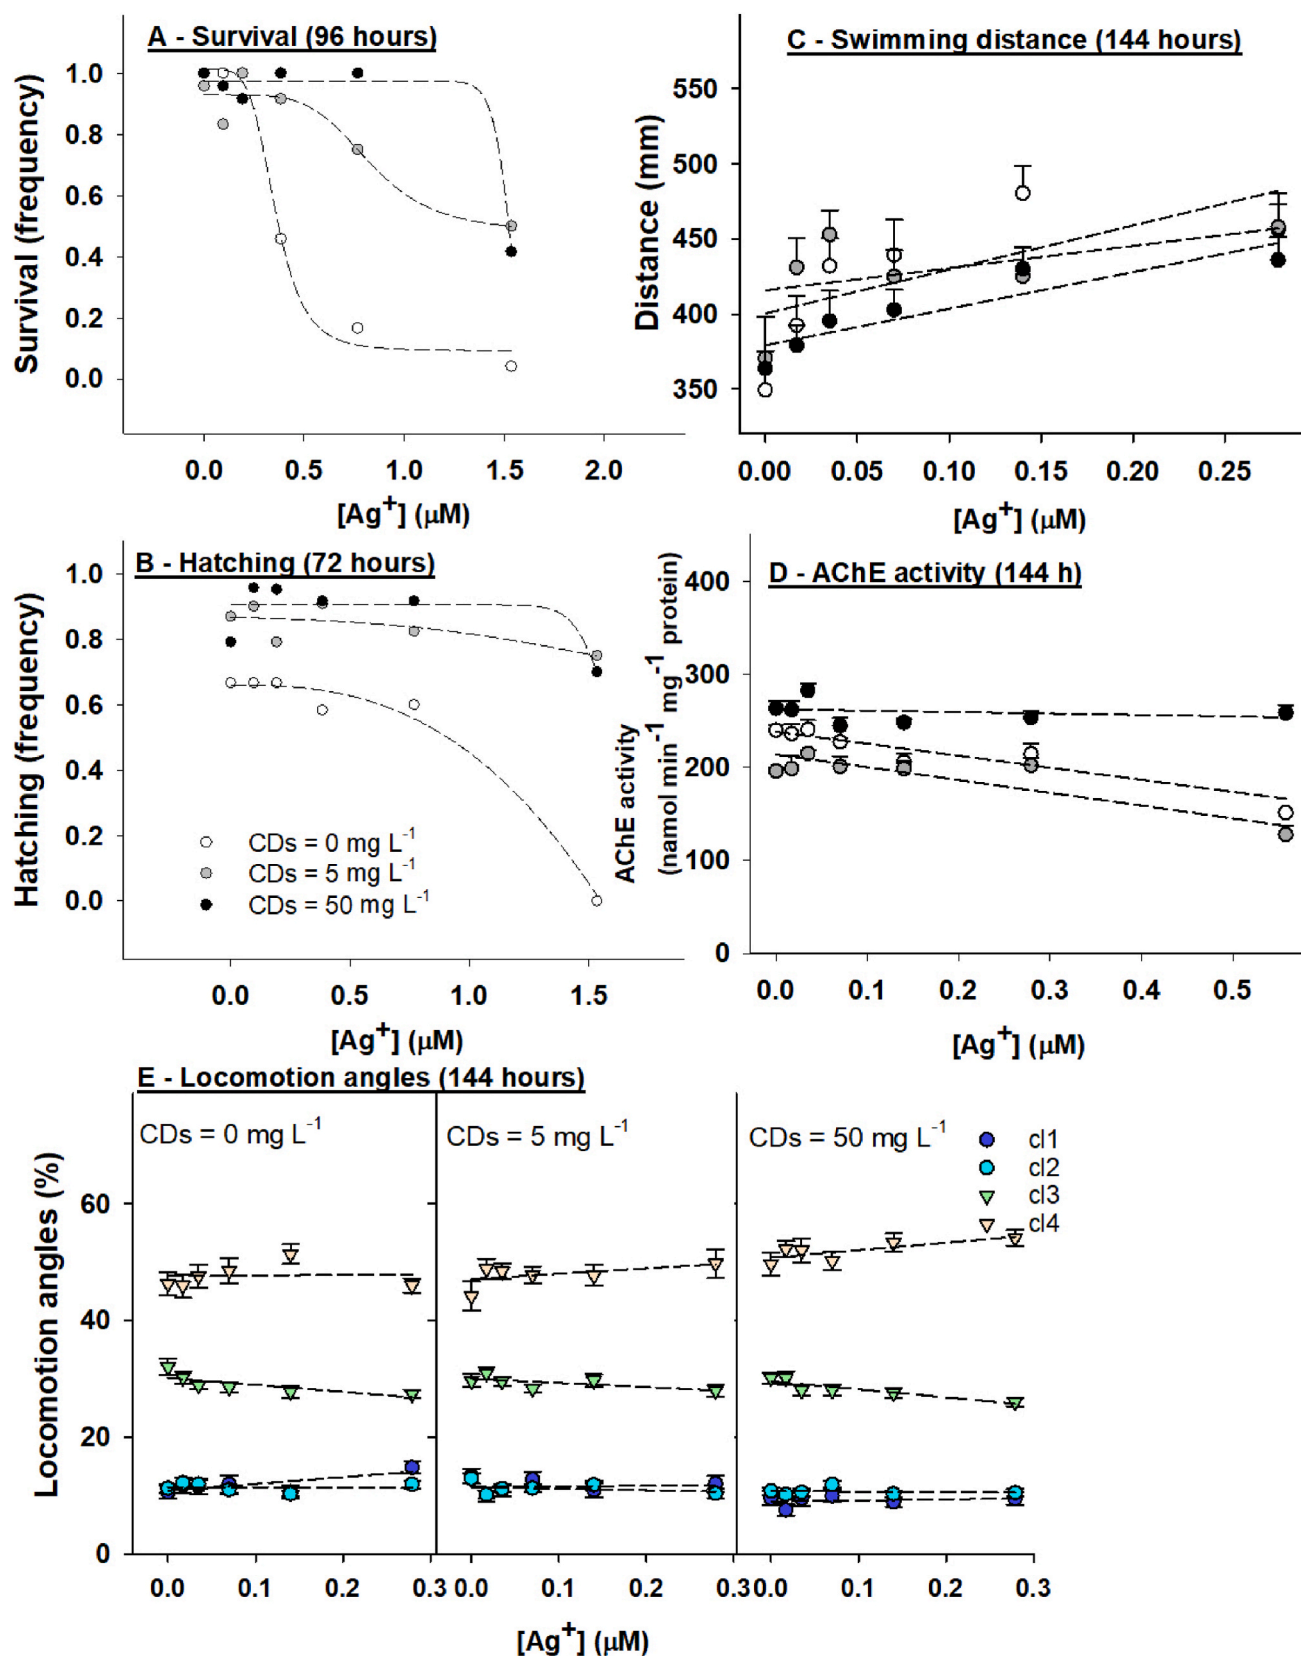 A - Survival (96 hours)
Survival (frequency)
1.0
0.8
0.6
0.4
0.2
0.0
0.0 0.5 1.0 1.5 2.0
[Ag+] (µM)
C - Swimming distance (144 hours)
Distance (mm)
550
500
450
400
350
0.00 0.05 0.10 0.15 0.20 0.25
[Ag+] (µM)
B - Hatching (72 hours)
Hatching (frequency)
1.0
0.8
0.6
0.4
0.2
0.0
CDs = 0 mg L-1
CDs = 5 mg L-1
CDs = 50 mg L-1
0.0 0.5 1.0 1.5
[Ag+] (µM)
D - AChE activity (144 h)
AChE activity
(namol min-1 mg-1 protein)
400
300
200
100
0
0.0 0.1 0.2 0.3 0.4 0.5
[Ag+] (µM)
E - Locomotion angles (144 hours)
Locomotion angles (%)
CDs = 0 mg L-1
CDs = 5 mg L-1
CDs = 50 mg L-1
cl1
cl2
cl3
cl4
60
40
20
0
0.0 0.1 0.2 0.3
0.0 0.1 0.2 0.3
0.0 0.1 0.2 0.3
[Ag+] (µM)